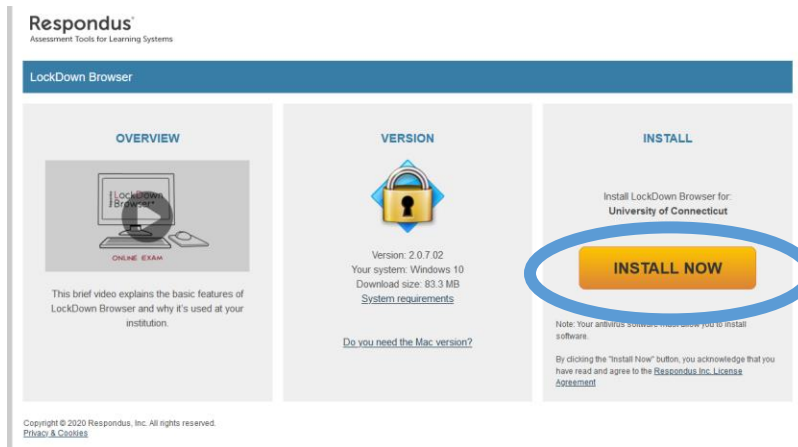 Respondus®
Assessment Tools for Learning Systems
LockDown Browser
OVERVIEW
LockDown
Browser
ONLINE EXAM
This brief video explains the basic features of
LockDown Browser and why it's used at your
institution.
VERSION
Version: 2.0.7.02
Your system: Windows 10
Download size: 83.3 MB
System requirements
Do you need the Mac version?
INSTALL
Install LockDown Browser for:
University of Connecticut
INSTALL NOW
Note: Your antivirus software must allow you to install
software.
By clicking the "Install Now" button, you acknowledge that you
have read and agree to the Respondus Inc. License
Agreement
Copyright © 2020 Respondus, Inc. All rights reserved.
Privacy & Cookies